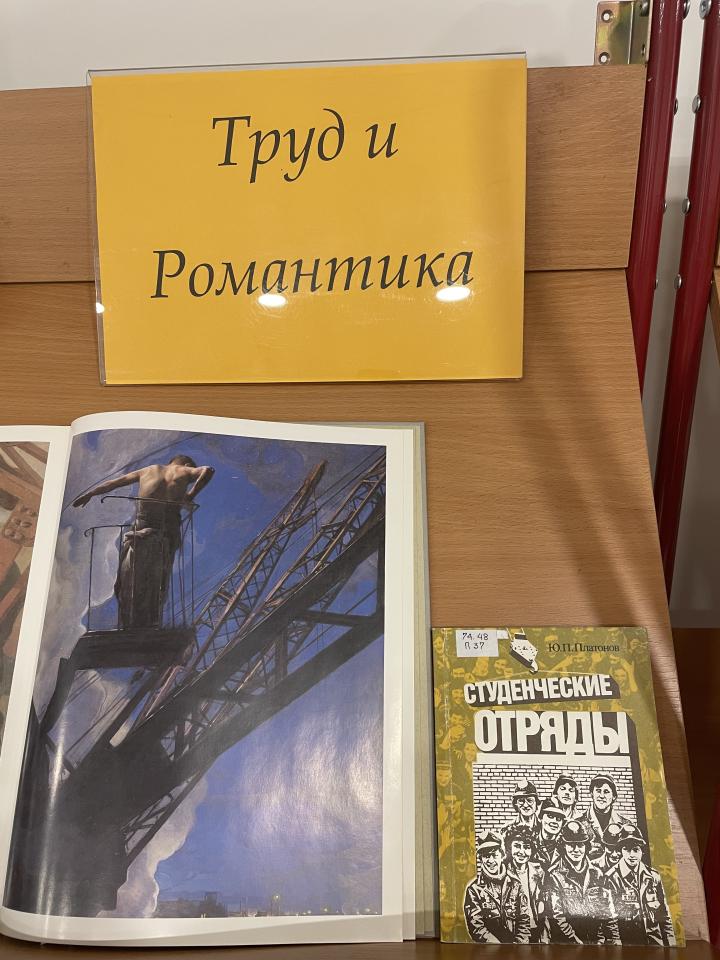 Труд и
Романтика
74.48
П 37
Ю.П.Платонов
СТУДЕНЧЕСКИЕ
ОТРЯДЫ